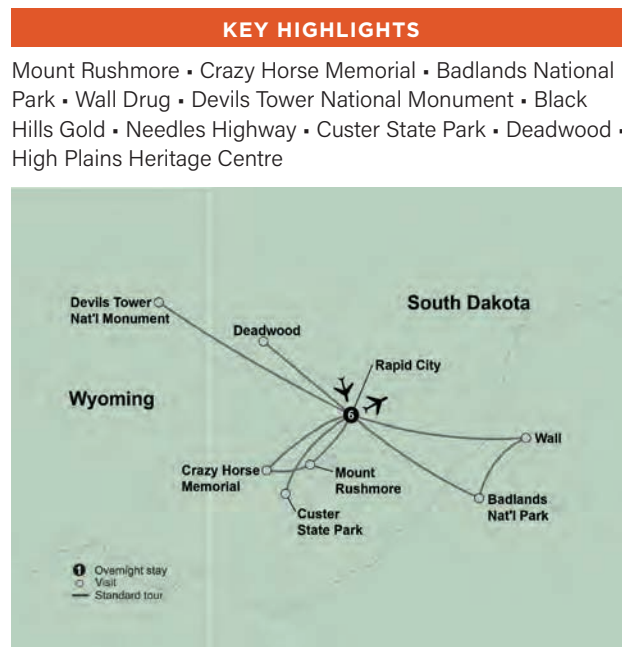 KEY HIGHLIGHTS
Mount Rushmore • Crazy Horse Memorial • Badlands National
Park • Wall Drug • Devils Tower National Monument • Black
Hills Gold • Needles Highway • Custer State Park • Deadwood •
High Plains Heritage Centre
Devils Tower
Nat'l Monument
South Dakota
Deadwood
Rapid City
Wyoming
6
Wall
Crazy Horse
Memorial
Mount
Rushmore
Badlands
Nat'l Park
Custer
State Park
1 Overnight stay
Visit
Standard tour